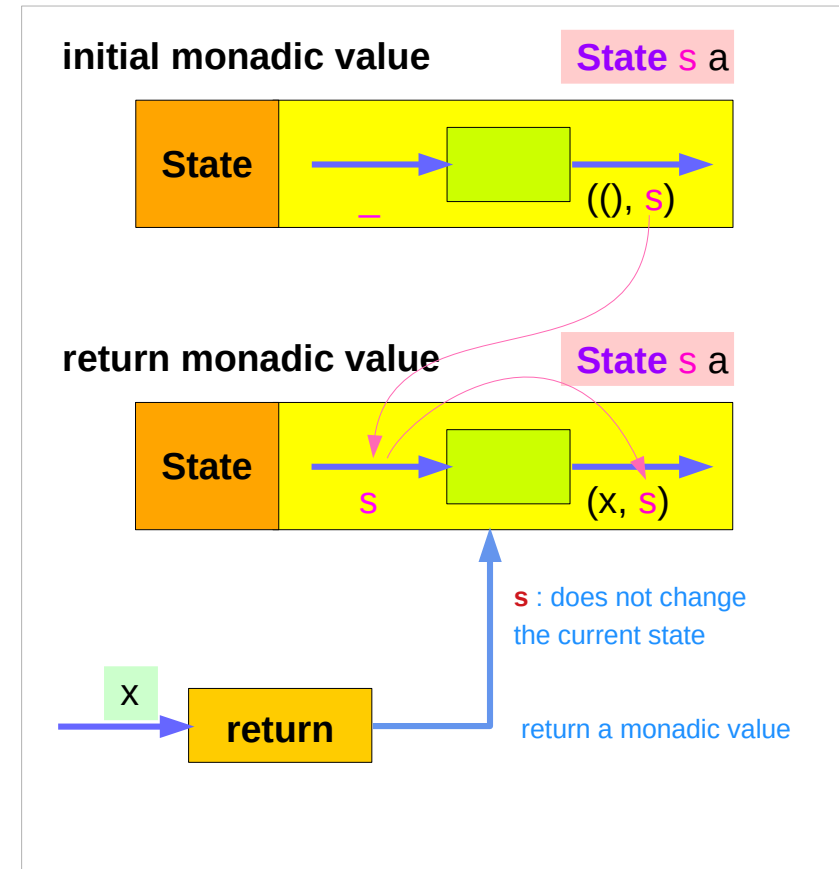 initial monadic value State s a
State
_ ((), s)
return monadic value State s a
State
s (x, s)
s : does not change
the current state
x
return return a monadic value